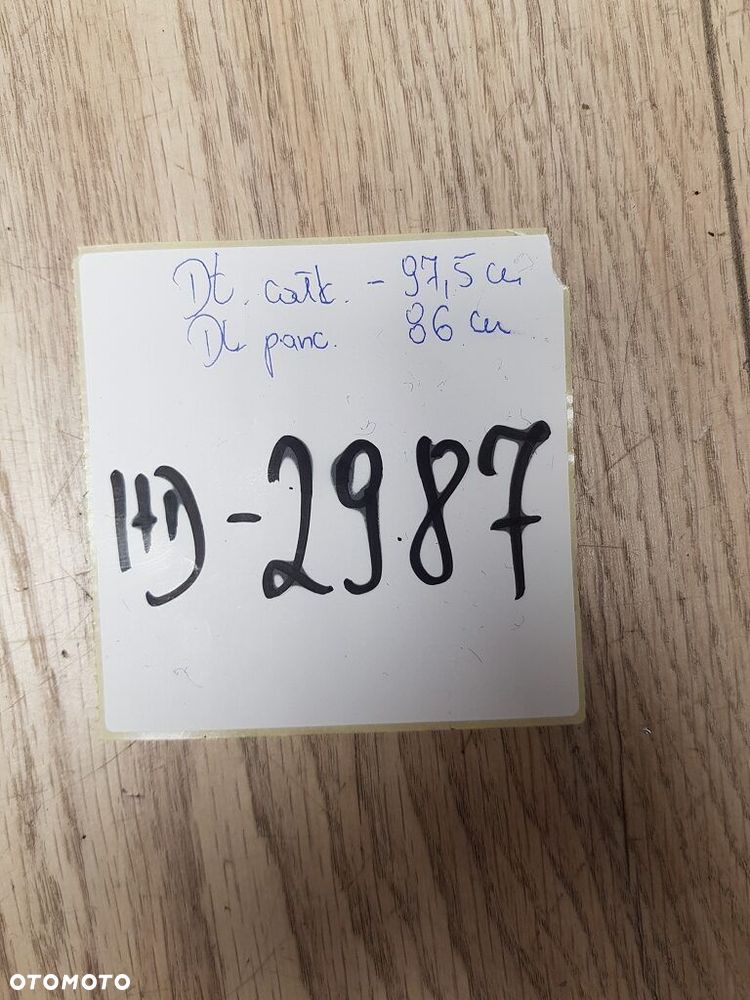 Dł. całk. - 97,5 cm
Dł panc. 86 cm
HD-2987
OTOMOTO